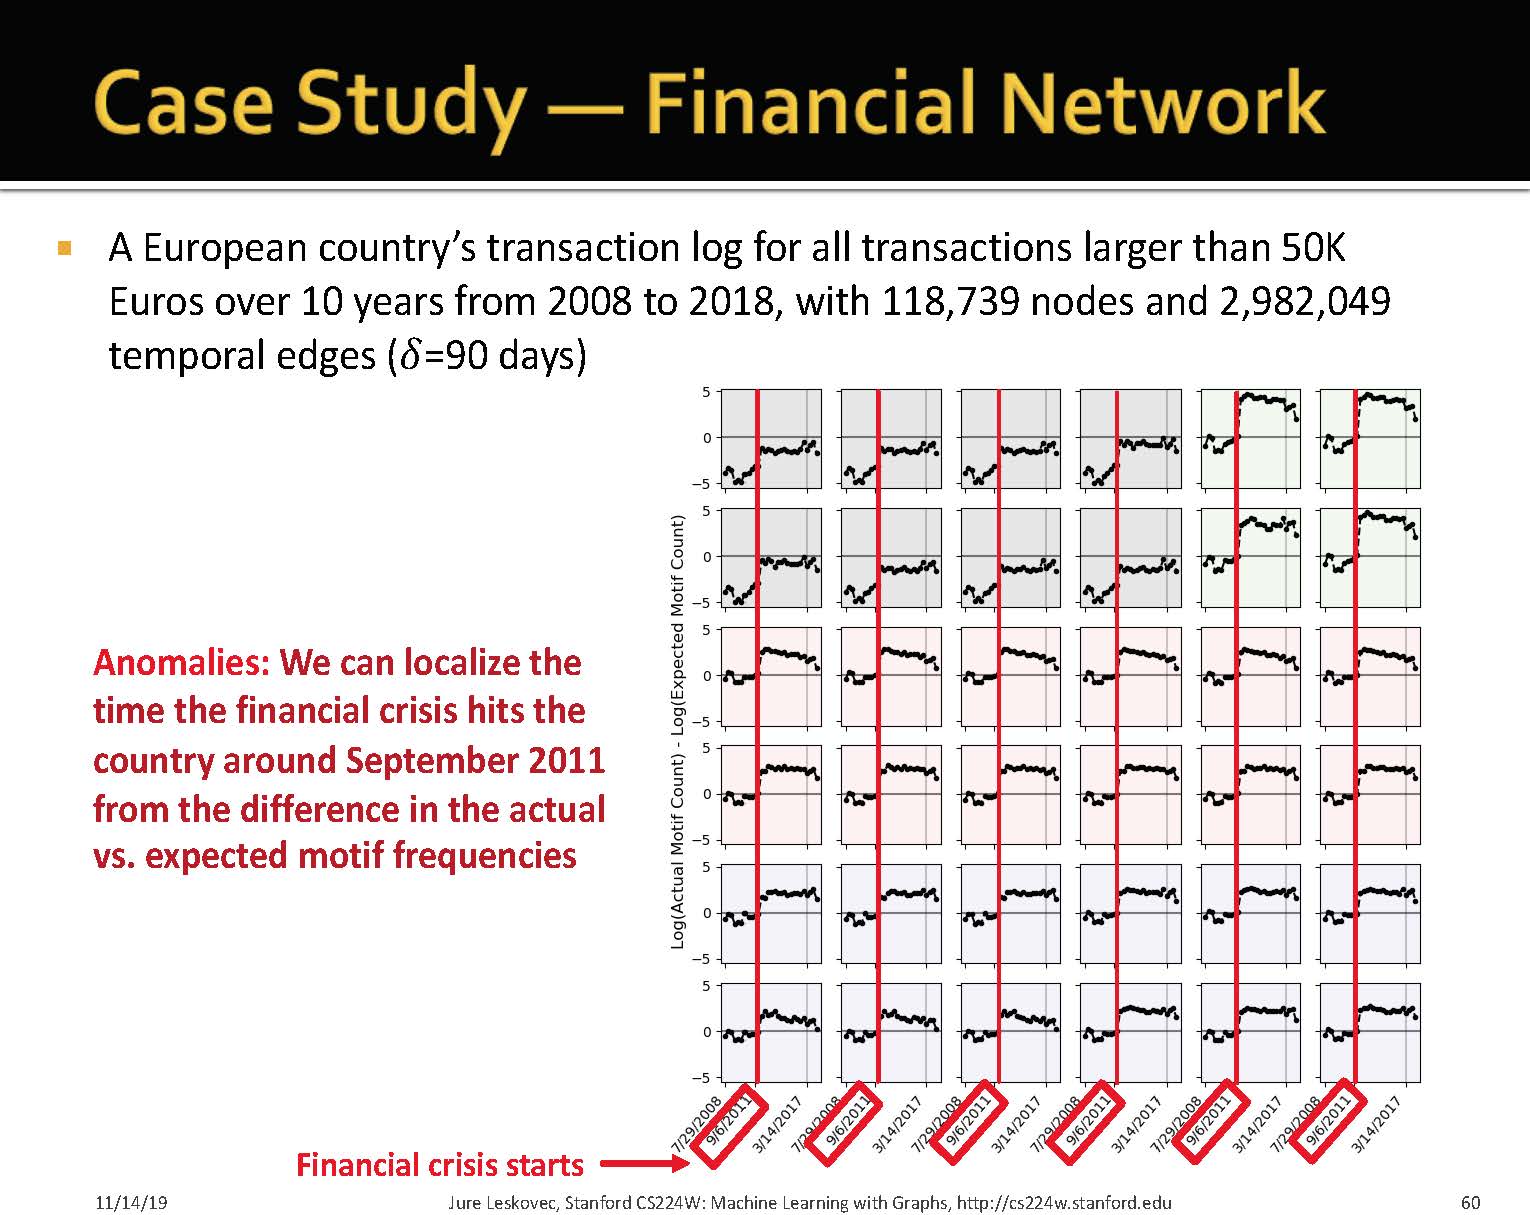 Case Study — Financial Network
▪ A European country’s transaction log for all transactions larger than 50K
Euros over 10 years from 2008 to 2018, with 118,739 nodes and 2,982,049
temporal edges (𝛿=90 days)
Anomalies: We can localize the
time the financial crisis hits the
country around September 2011
from the difference in the actual
vs. expected motif frequencies
Log(Actual Motif Count) - Log(Expected Motif Count)
5
0
−5
5
0
−5
5
0
−5
5
0
−5
5
0
−5
5
0
−5
7/29/2008 9/6/2011 3/14/2017 7/29/2008 9/6/2011 3/14/2017 7/29/2008 9/6/2011 3/14/2017 7/29/2008 9/6/2011 3/14/2017 7/29/2008 9/6/2011 3/14/2017 7/29/2008 9/6/2011 3/14/2017
Financial crisis starts
11/14/19 Jure Leskovec, Stanford CS224W: Machine Learning with Graphs, http://cs224w.stanford.edu 60